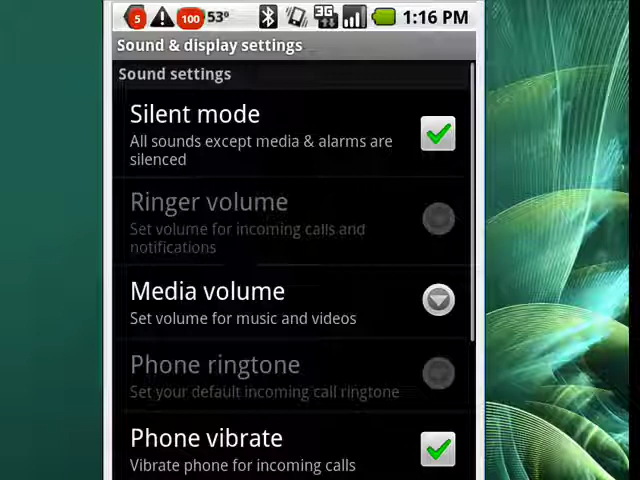 5 100 53° 3G 1:16 PM
Sound & display settings
Sound settings
Silent mode
All sounds except media & alarms are
silenced
Ringer volume
Set volume for incoming calls and
notifications
Media volume
Set volume for music and videos
Phone ringtone
Set your default incoming call ringtone
Phone vibrate
Vibrate phone for incoming calls